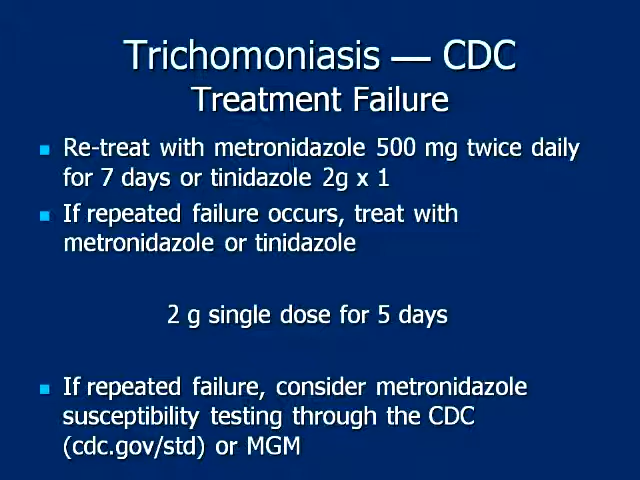 Trichomoniasis — CDC
Treatment Failure
Re-treat with metronidazole 500 mg twice daily
for 7 days or tinidazole 2g x 1
If repeated failure occurs, treat with
metronidazole or tinidazole
2 g single dose for 5 days
If repeated failure, consider metronidazole
susceptibility testing through the CDC
(cdc.gov/std) or MGM